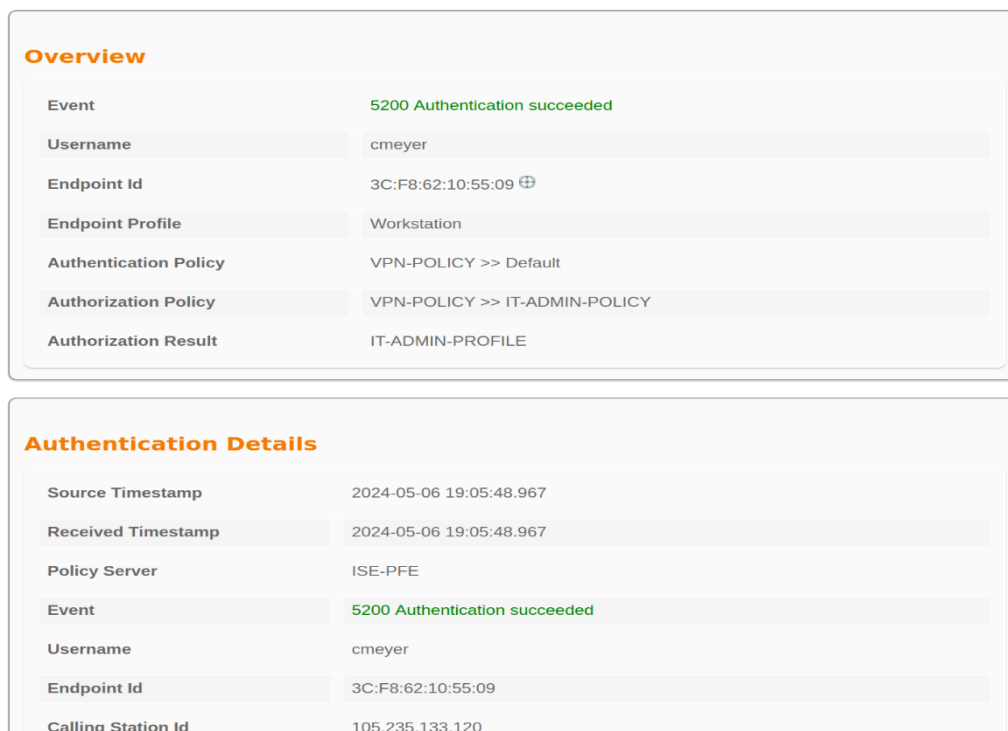 Overview
Event 5200 Authentication succeeded
Username cmeyer
Endpoint Id 3C:F8:62:10:55:09
Endpoint Profile Workstation
Authentication Policy VPN-POLICY >> Default
Authorization Policy VPN-POLICY >> IT-ADMIN-POLICY
Authorization Result IT-ADMIN-PROFILE
Authentication Details
Source Timestamp 2024-05-06 19:05:48.967
Received Timestamp 2024-05-06 19:05:48.967
Policy Server ISE-PFE
Event 5200 Authentication succeeded
Username cmeyer
Endpoint Id 3C:F8:62:10:55:09
Calling Station Id 105.235.133.120